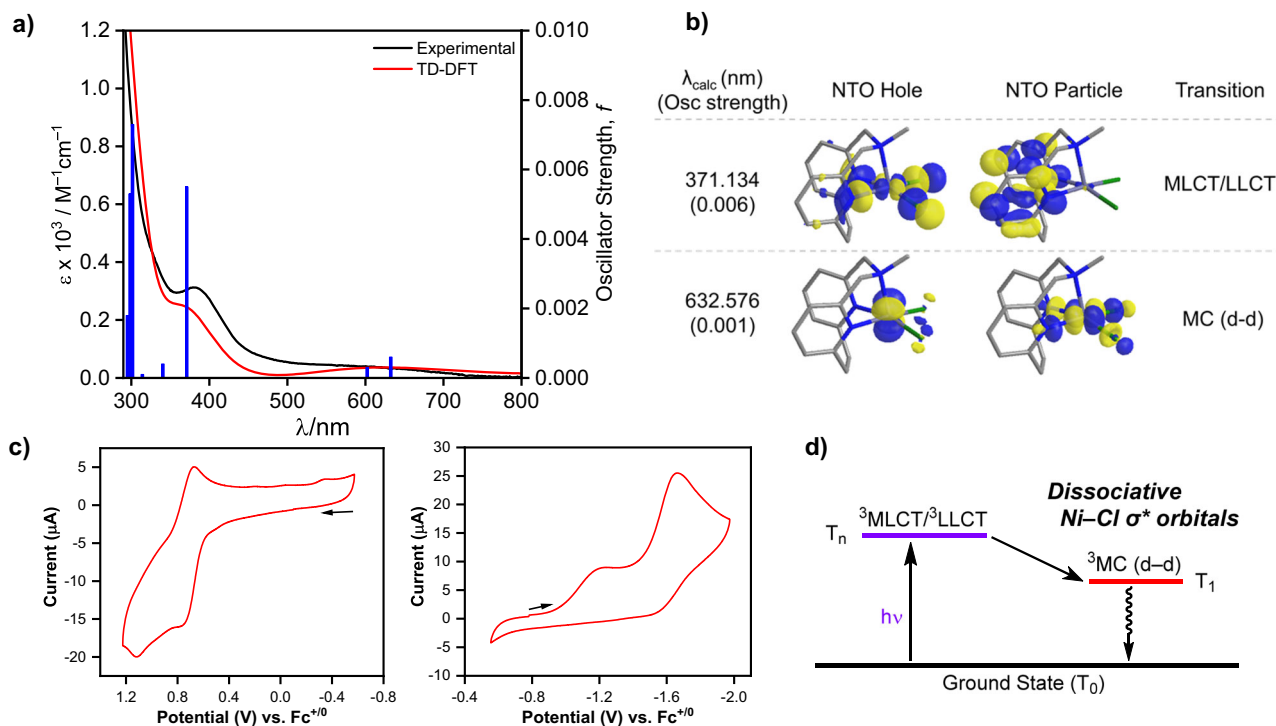 a)
ε x 10³ / M⁻¹cm⁻¹
1.2
1.0
0.8
0.6
0.4
0.2
0.0
Experimental
TD-DFT
0.010
0.008
0.006
0.004
0.002
0.000
Oscillator Strength, f
300 400 500 600 700 800
λ/nm
b)
λcalc (nm)
(Osc strength)
NTO Hole
NTO Particle
Transition
371.134
(0.006)
MLCT/LLCT
632.576
(0.001)
MC (d-d)
c)
Current (µA)
5
0
-5
-10
-15
-20
1.2 0.8 0.4 0.0 -0.4 -0.8
Potential (V) vs. Fc⁺/⁰
Current (µA)
30
25
20
15
10
5
0
-5
-10
-0.4 -0.8 -1.2 -1.6 -2.0
Potential (V) vs. Fc⁺/⁰
d)
Dissociative
Ni–Cl σ* orbitals
Tn
³MLCT/³LLCT
³MC (d–d)
T₁
hν
Ground State (T₀)